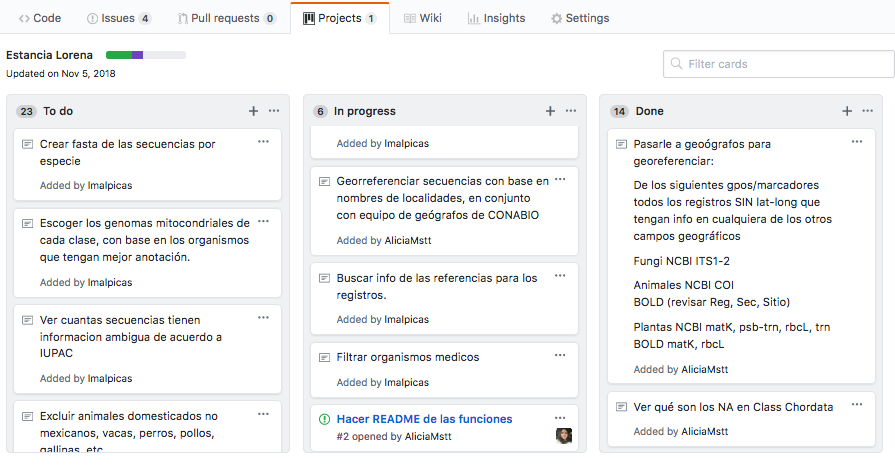 Code
Issues 4
Pull requests 0
Projects 1
Wiki
Insights
Settings
Estancia Lorena
Updated on Nov 5, 2018
Filter cards
23 To do
Crear fasta de las secuencias por
especie
Added by lmalpicas
Escoger los genomas mitocondriales de
cada clase, con base en los organismos
que tengan mejor anotación.
Added by lmalpicas
Ver cuantas secuencias tienen
informacion ambigua de acuerdo a
IUPAC
Added by lmalpicas
Excluir animales domesticados no
mexicanos, vacas, perros, pollos,
gallinas, etc
6 In progress
Added by lmalpicas
Georreferenciar secuencias con base en
nombres de localidades, en conjunto
con equipo de geógrafos de CONABIO
Added by AliciaMstt
Buscar info de las referencias para los
registros.
Added by lmalpicas
Filtrar organismos medicos
Added by lmalpicas
Hacer README de las funciones
#2 opened by AliciaMstt
14 Done
Pasarle a geógrafos para
georeferenciar:
De los siguientes gpos/marcadores
todos los registros SIN lat-long que
tengan info en cualquiera de los otros
campos geográficos
Fungi NCBI ITS1-2
Animales NCBI COI
BOLD (revisar Reg, Sec, Sitio)
Plantas NCBI matK, psb-trn, rbcL, trn
BOLD matK, rbcL
Added by AliciaMstt
Ver qué son los NA en Class Chordata
Added by AliciaMstt